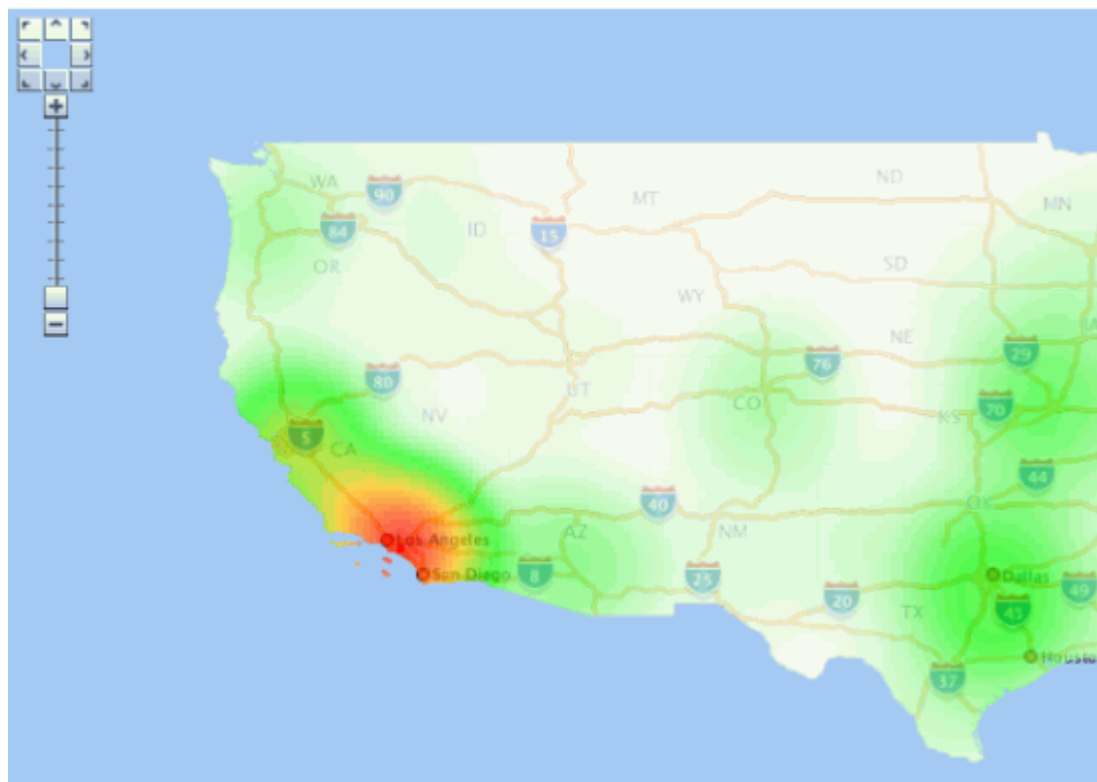 WA
90
MT
ND
MN
84
ID
15
OR
SD
WY
NE
29
IA
76
80
UT
CO
KS
70
NV
5
CA
44
40
OK
AZ
NM
Los Angeles
San Diego
8
25
Dallas
49
20
TX
45
Housto
37